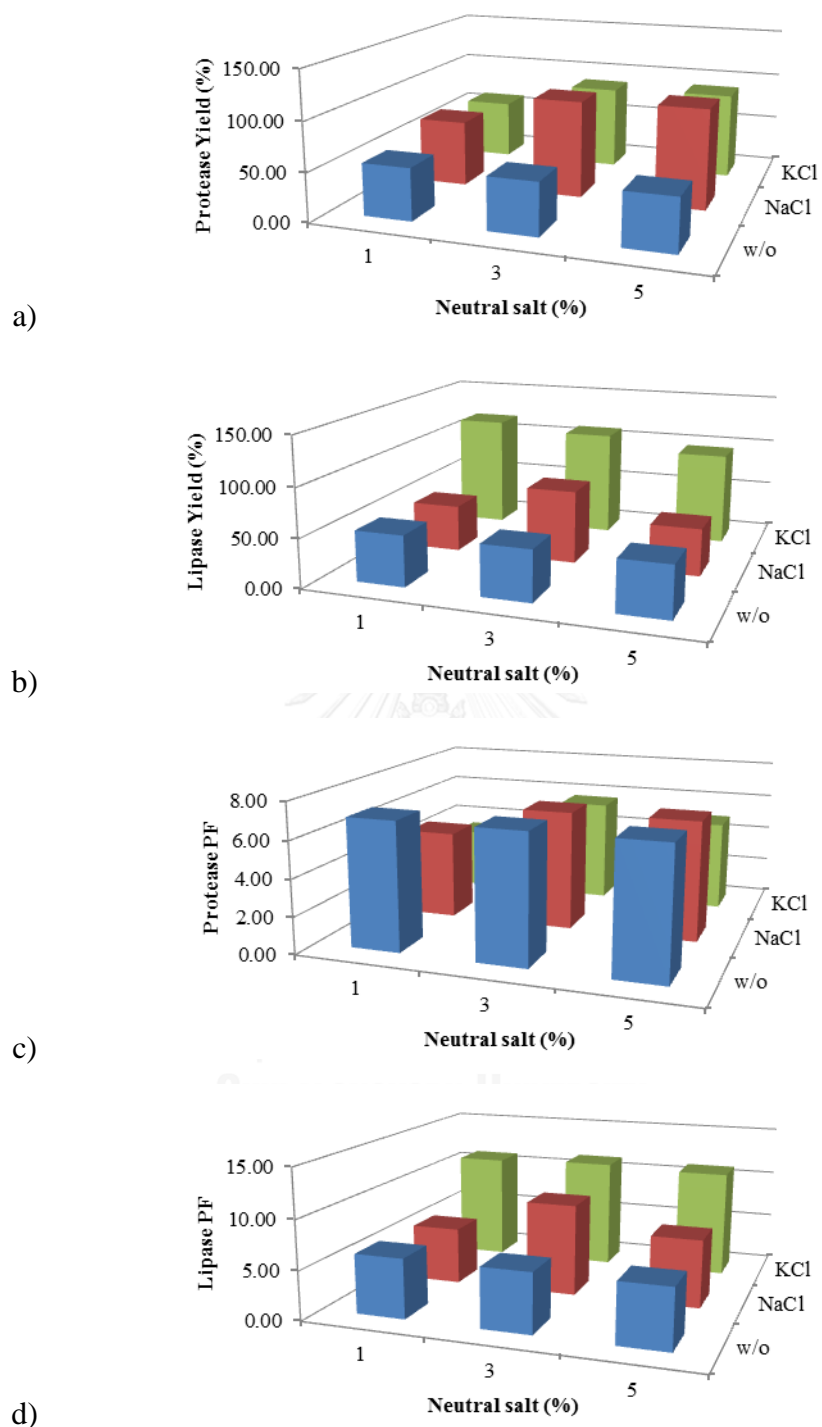 150.00
100.00
50.00
0.00
Protease Yield (%)
1
3
5
w/o
NaCl
KCl
Neutral salt (%)
a)
150.00
100.00
50.00
0.00
Lipase Yield (%)
1
3
5
w/o
NaCl
KCl
Neutral salt (%)
b)
8.00
6.00
4.00
2.00
0.00
Protease PF
1
3
5
w/o
NaCl
KCl
Neutral salt (%)
c)
15.00
10.00
5.00
0.00
Lipase PF
1
3
5
w/o
NaCl
KCl
Neutral salt (%)
d)